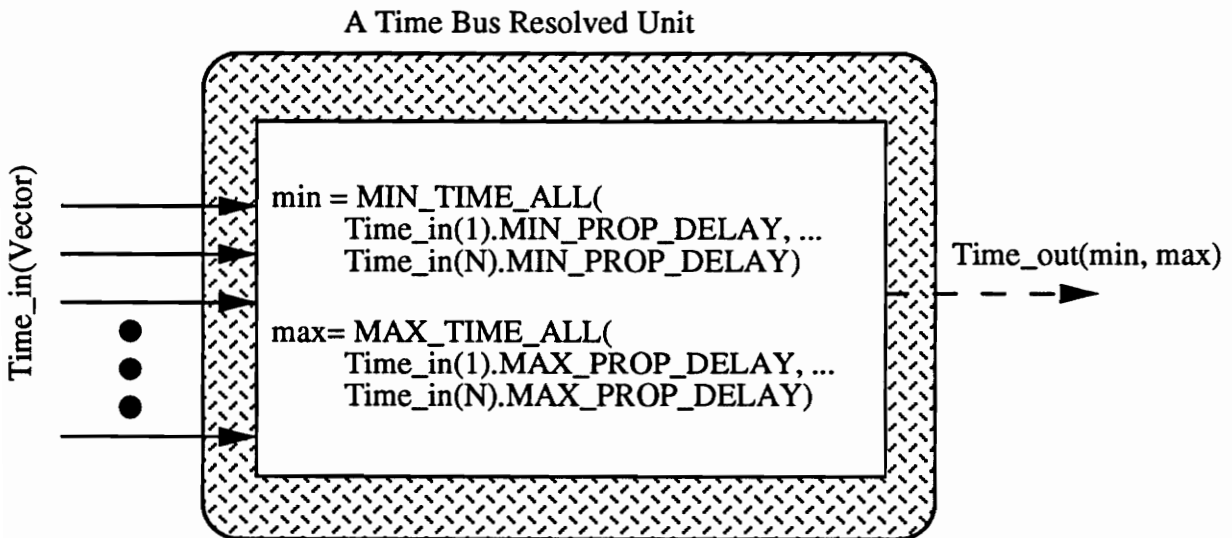 A Time Bus Resolved Unit
Time_in(Vector)
min = MIN_TIME_ALL(
Time_in(1).MIN_PROP_DELAY, ...
Time_in(N).MIN_PROP_DELAY)
max= MAX_TIME_ALL(
Time_in(1).MAX_PROP_DELAY, ...
Time_in(N).MAX_PROP_DELAY)
Time_out(min, max)